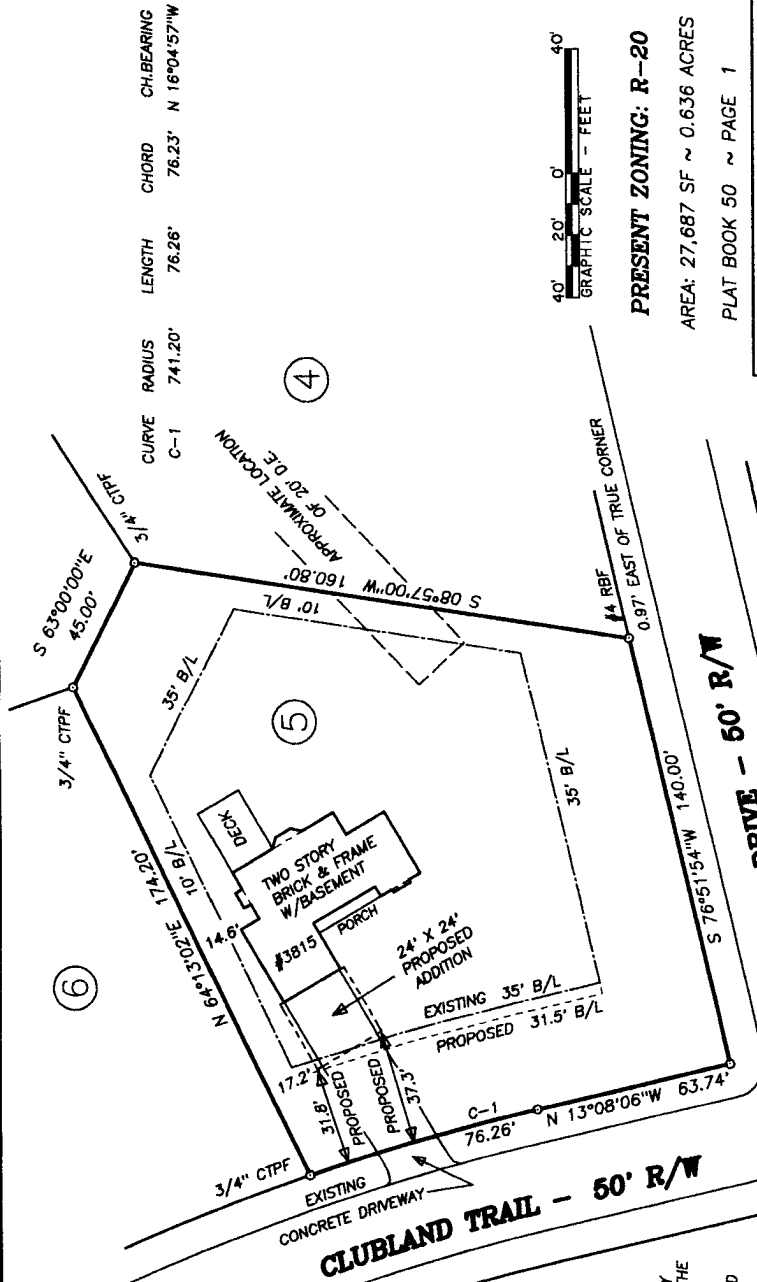 CURVE RADIUS LENGTH CHORD CH.BEARING
C-1 741.20' 76.26' 76.23' N 16°04'57"W
3/4" CTPF
S 63°00'00"E
45.00'
3/4" CTPF
4
APPROXIMATE LOCATION
OF 20' D.E.
S 08°57'00"W 160.80'
10' B/L
35' B/L
5
6
N 64°13'02"E 174.20'
10' B/L
14.6'
DECK
TWO STORY
BRICK & FRAME
W/BASEMENT
#3815
PORCH
24' X 24'
PROPOSED
ADDITION
EXISTING 35' B/L
PROPOSED 31.5' B/L
35' B/L
17.2'
31.8'
PROPOSED
PROPOSED
37.3'
3/4" CTPF
EXISTING
CONCRETE DRIVEWAY
C-1
76.26'
N 13°08'06"W 63.74'
S 76°51'54"W 140.00'
#4 RBF
0.97' EAST OF TRUE CORNER
CLUBLAND TRAIL - 50' R/W
DRIVE - 50' R/W
40' 20' 0' 40'
GRAPHIC SCALE - FEET
PRESENT ZONING: R-20
AREA: 27,687 SF ~ 0.636 ACRES
PLAT BOOK 50 ~ PAGE 1
HE